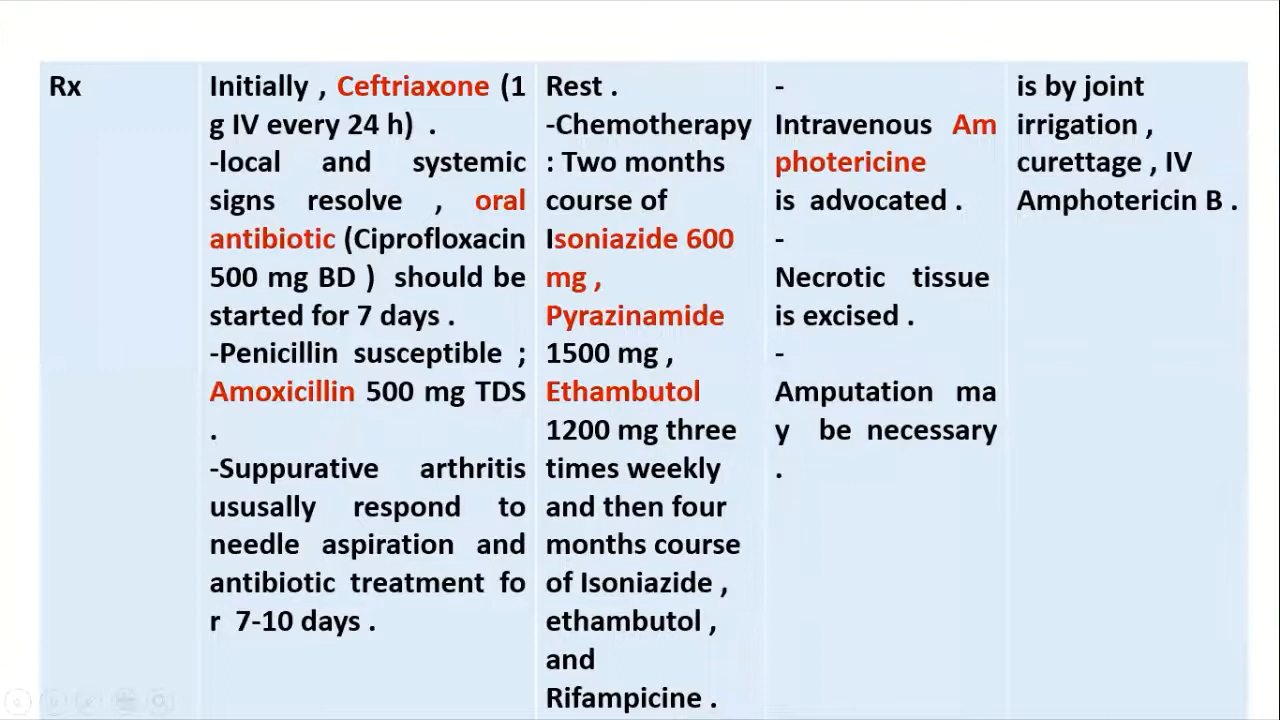 Rx
Initially , Ceftriaxone (1
g IV every 24 h)  .
-local and systemic
signs resolve , oral
antibiotic (Ciprofloxacin
500 mg BD )  should be
started for 7 days .
-Penicillin susceptible ;
Amoxicillin 500 mg TDS
.
-Suppurative arthritis
ususally respond to
needle aspiration and
antibiotic treatment fo
r  7-10 days .
Rest .
-Chemotherapy
: Two months
course of
Isoniazide 600
mg ,
Pyrazinamide
1500 mg ,
Ethambutol
1200 mg three
times weekly
and then four
months course
of Isoniazide ,
ethambutol ,
and
Rifampicine .
-
Intravenous Am
photericine
is  advocated .
-
Necrotic tissue
is excised .
-
Amputation ma
y be necessary
.
is by joint
irrigation ,
curettage , IV
Amphotericin B .